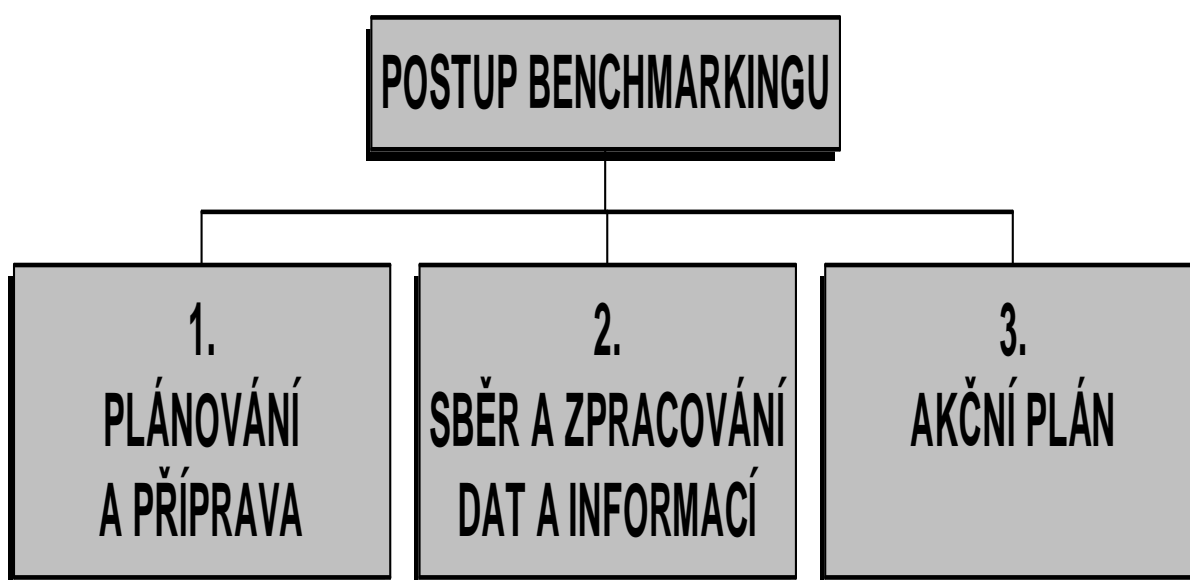 POSTUP BENCHMARKINGU
1.
PLÁNOVÁNÍ
A PŘÍPRAVA
2.
SBĚR A ZPRACOVÁNÍ
DAT A INFORMACÍ
3.
AKČNÍ PLÁN